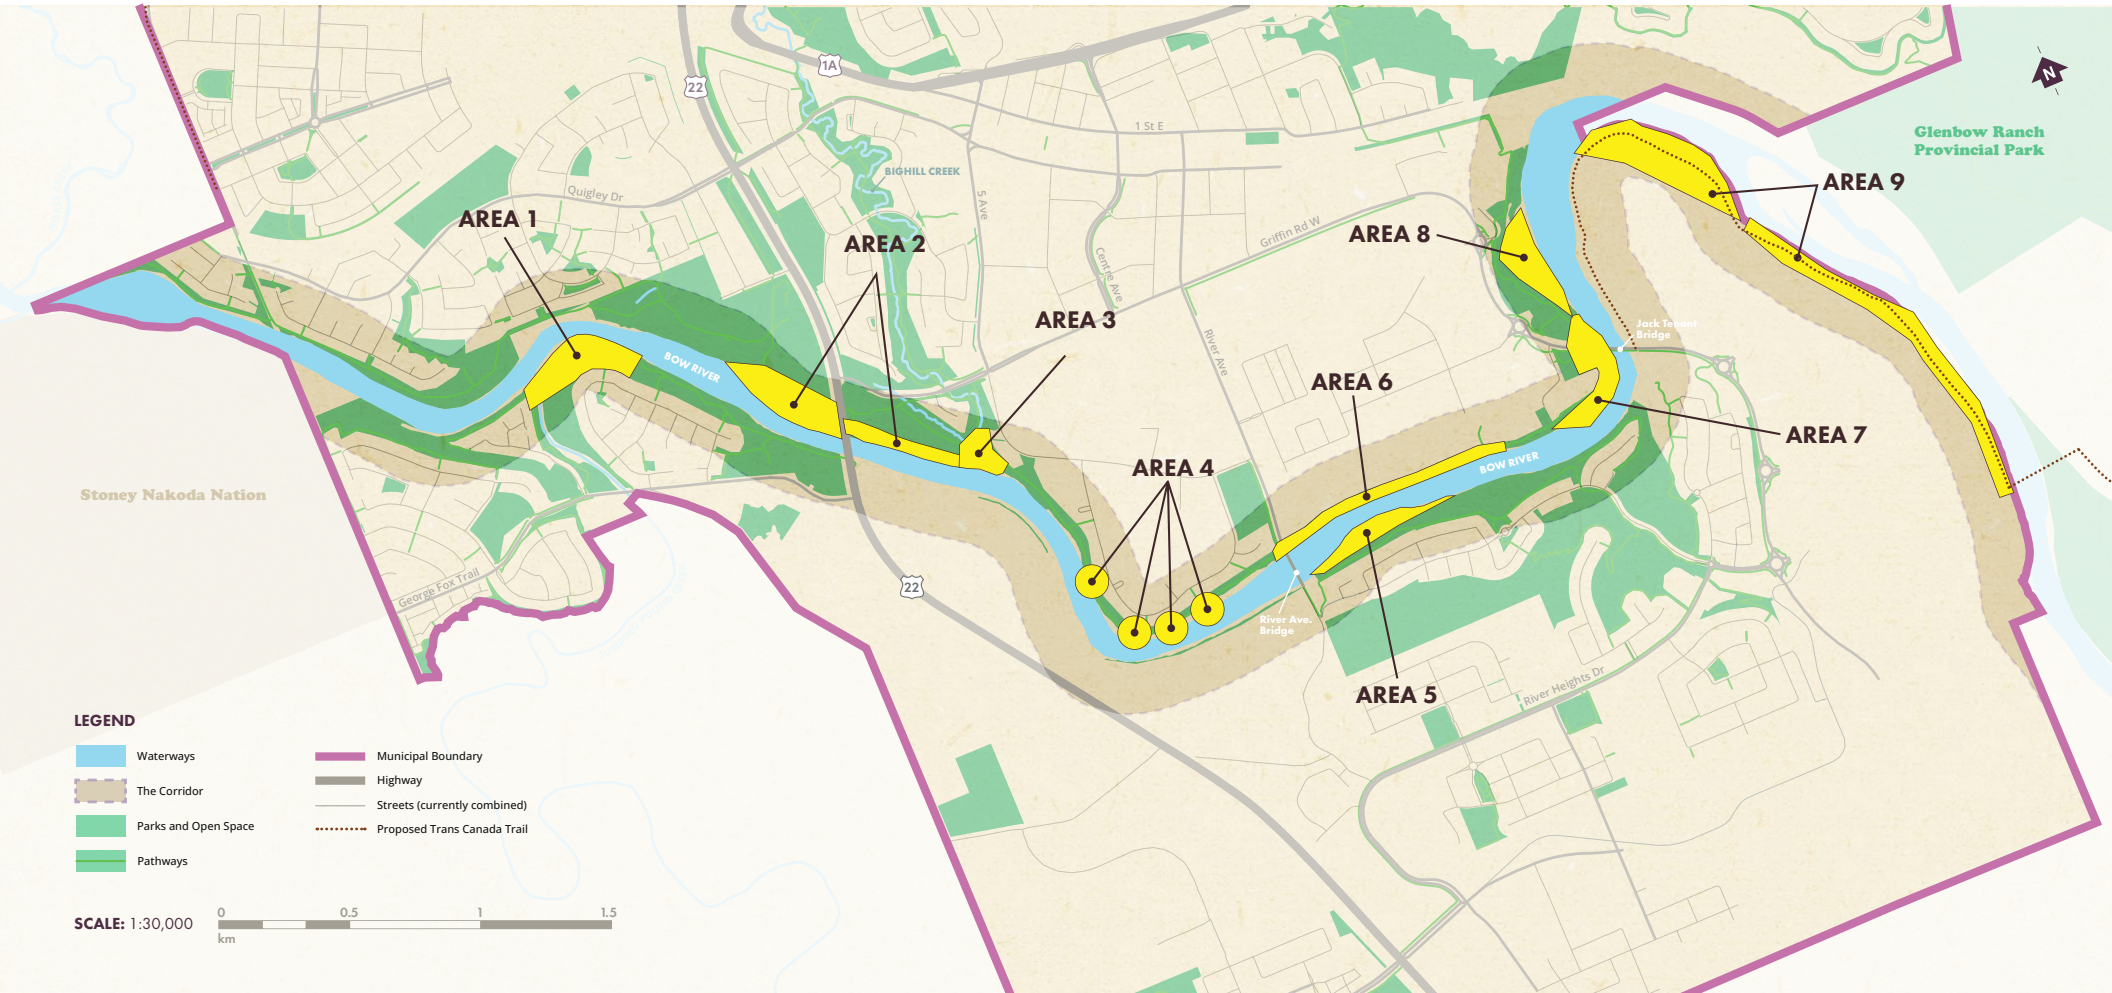 1A
22
N
1 St E
Glenbow Ranch
Provincial Park
BIGHILL CREEK
AREA 9
Quigley Dr
5 Ave
AREA 1
Griffin Rd W
AREA 8
AREA 2
Centre Ave
AREA 3
Jack Tenant
Bridge
River Ave
BOW RIVER
AREA 6
AREA 7
BOW RIVER
AREA 4
Stoney Nakoda Nation
George Fox Trail
22
River Ave.
Bridge
AREA 5
River Heights Dr
LEGEND
Waterways
The Corridor
Parks and Open Space
Pathways
Municipal Boundary
Highway
Streets (currently combined)
Proposed Trans Canada Trail
SCALE: 1:30,000
0 0.5 1 1.5
km